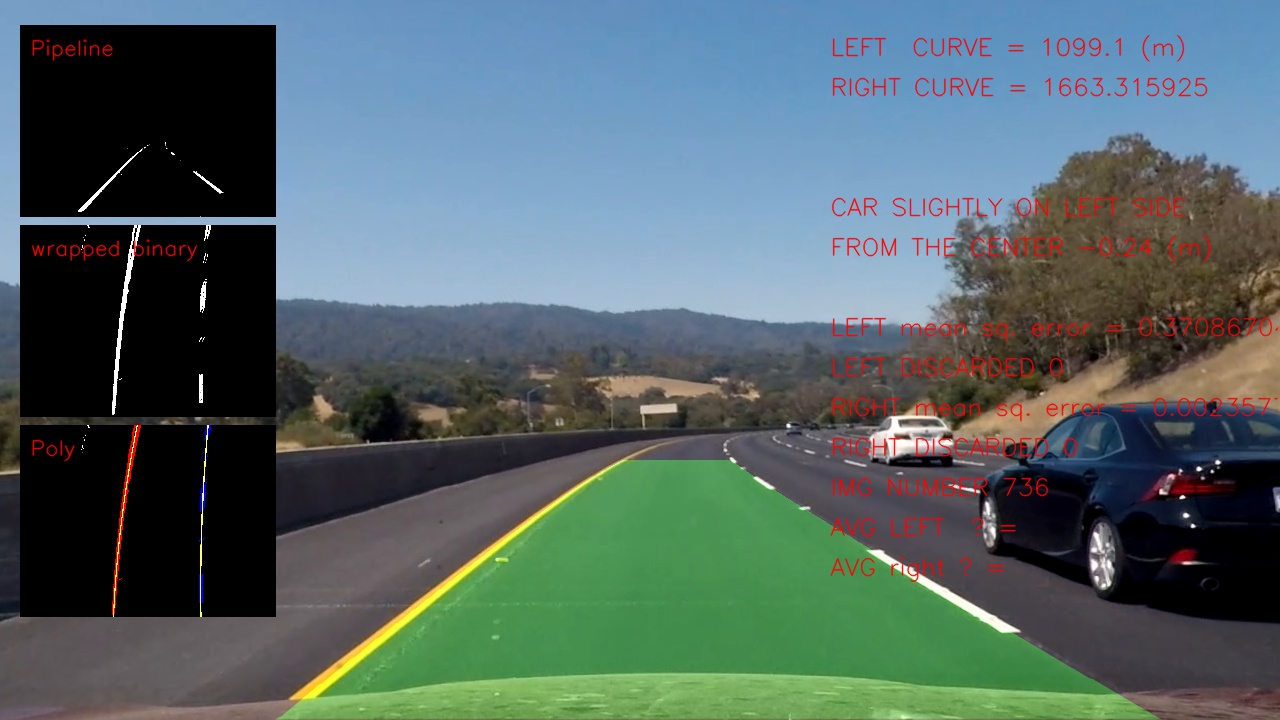 Pipeline
wrapped binary
Poly
LEFT CURVE = 1099.1 (m)
RIGHT CURVE = 1663.315925
CAR SLIGHTLY ON LEFT SIDE
FROM THE CENTER -0.24 (m)
LEFT mean sq. error = 0.3708670
LEFT DISCARDED 0
RIGHT mean sq. error = 0.002357
RIGHT DISCARDED 0
IMG NUMBER 736
AVG LEFT ? =
AVG right ? =